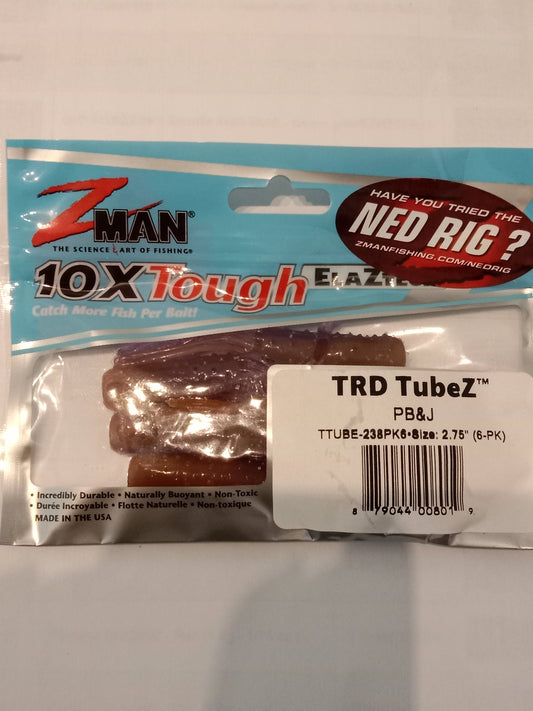 ZMAN®
THE SCIENCE & ART OF FISHING®
HAVE YOU TRIED THE
NED RIG ?
ZMANFISHING.COM/NEDRIG
10X Tough ELAZTECH
Catch More Fish Per Bait!
TRD TubeZ™
PB&J
TTUBE-238PK6•Size: 2.75" (6-PK)
8 79044 00801 9
• Incredibly Durable • Naturally Buoyant • Non-Toxic
• Durée Incroyable • Flotte Naturelle • Non-toxique
MADE IN THE USA